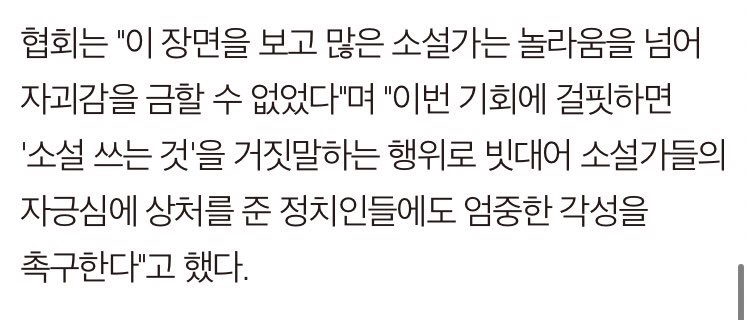 협회는 "이 장면을 보고 많은 소설가는 놀라움을 넘어
자괴감을 금할 수 없었다"며 "이번 기회에 걸핏하면
'소설 쓰는 것'을 거짓말하는 행위로 빗대어 소설가들의
자긍심에 상처를 준 정치인들에도 엄중한 각성을
촉구한다"고 했다.